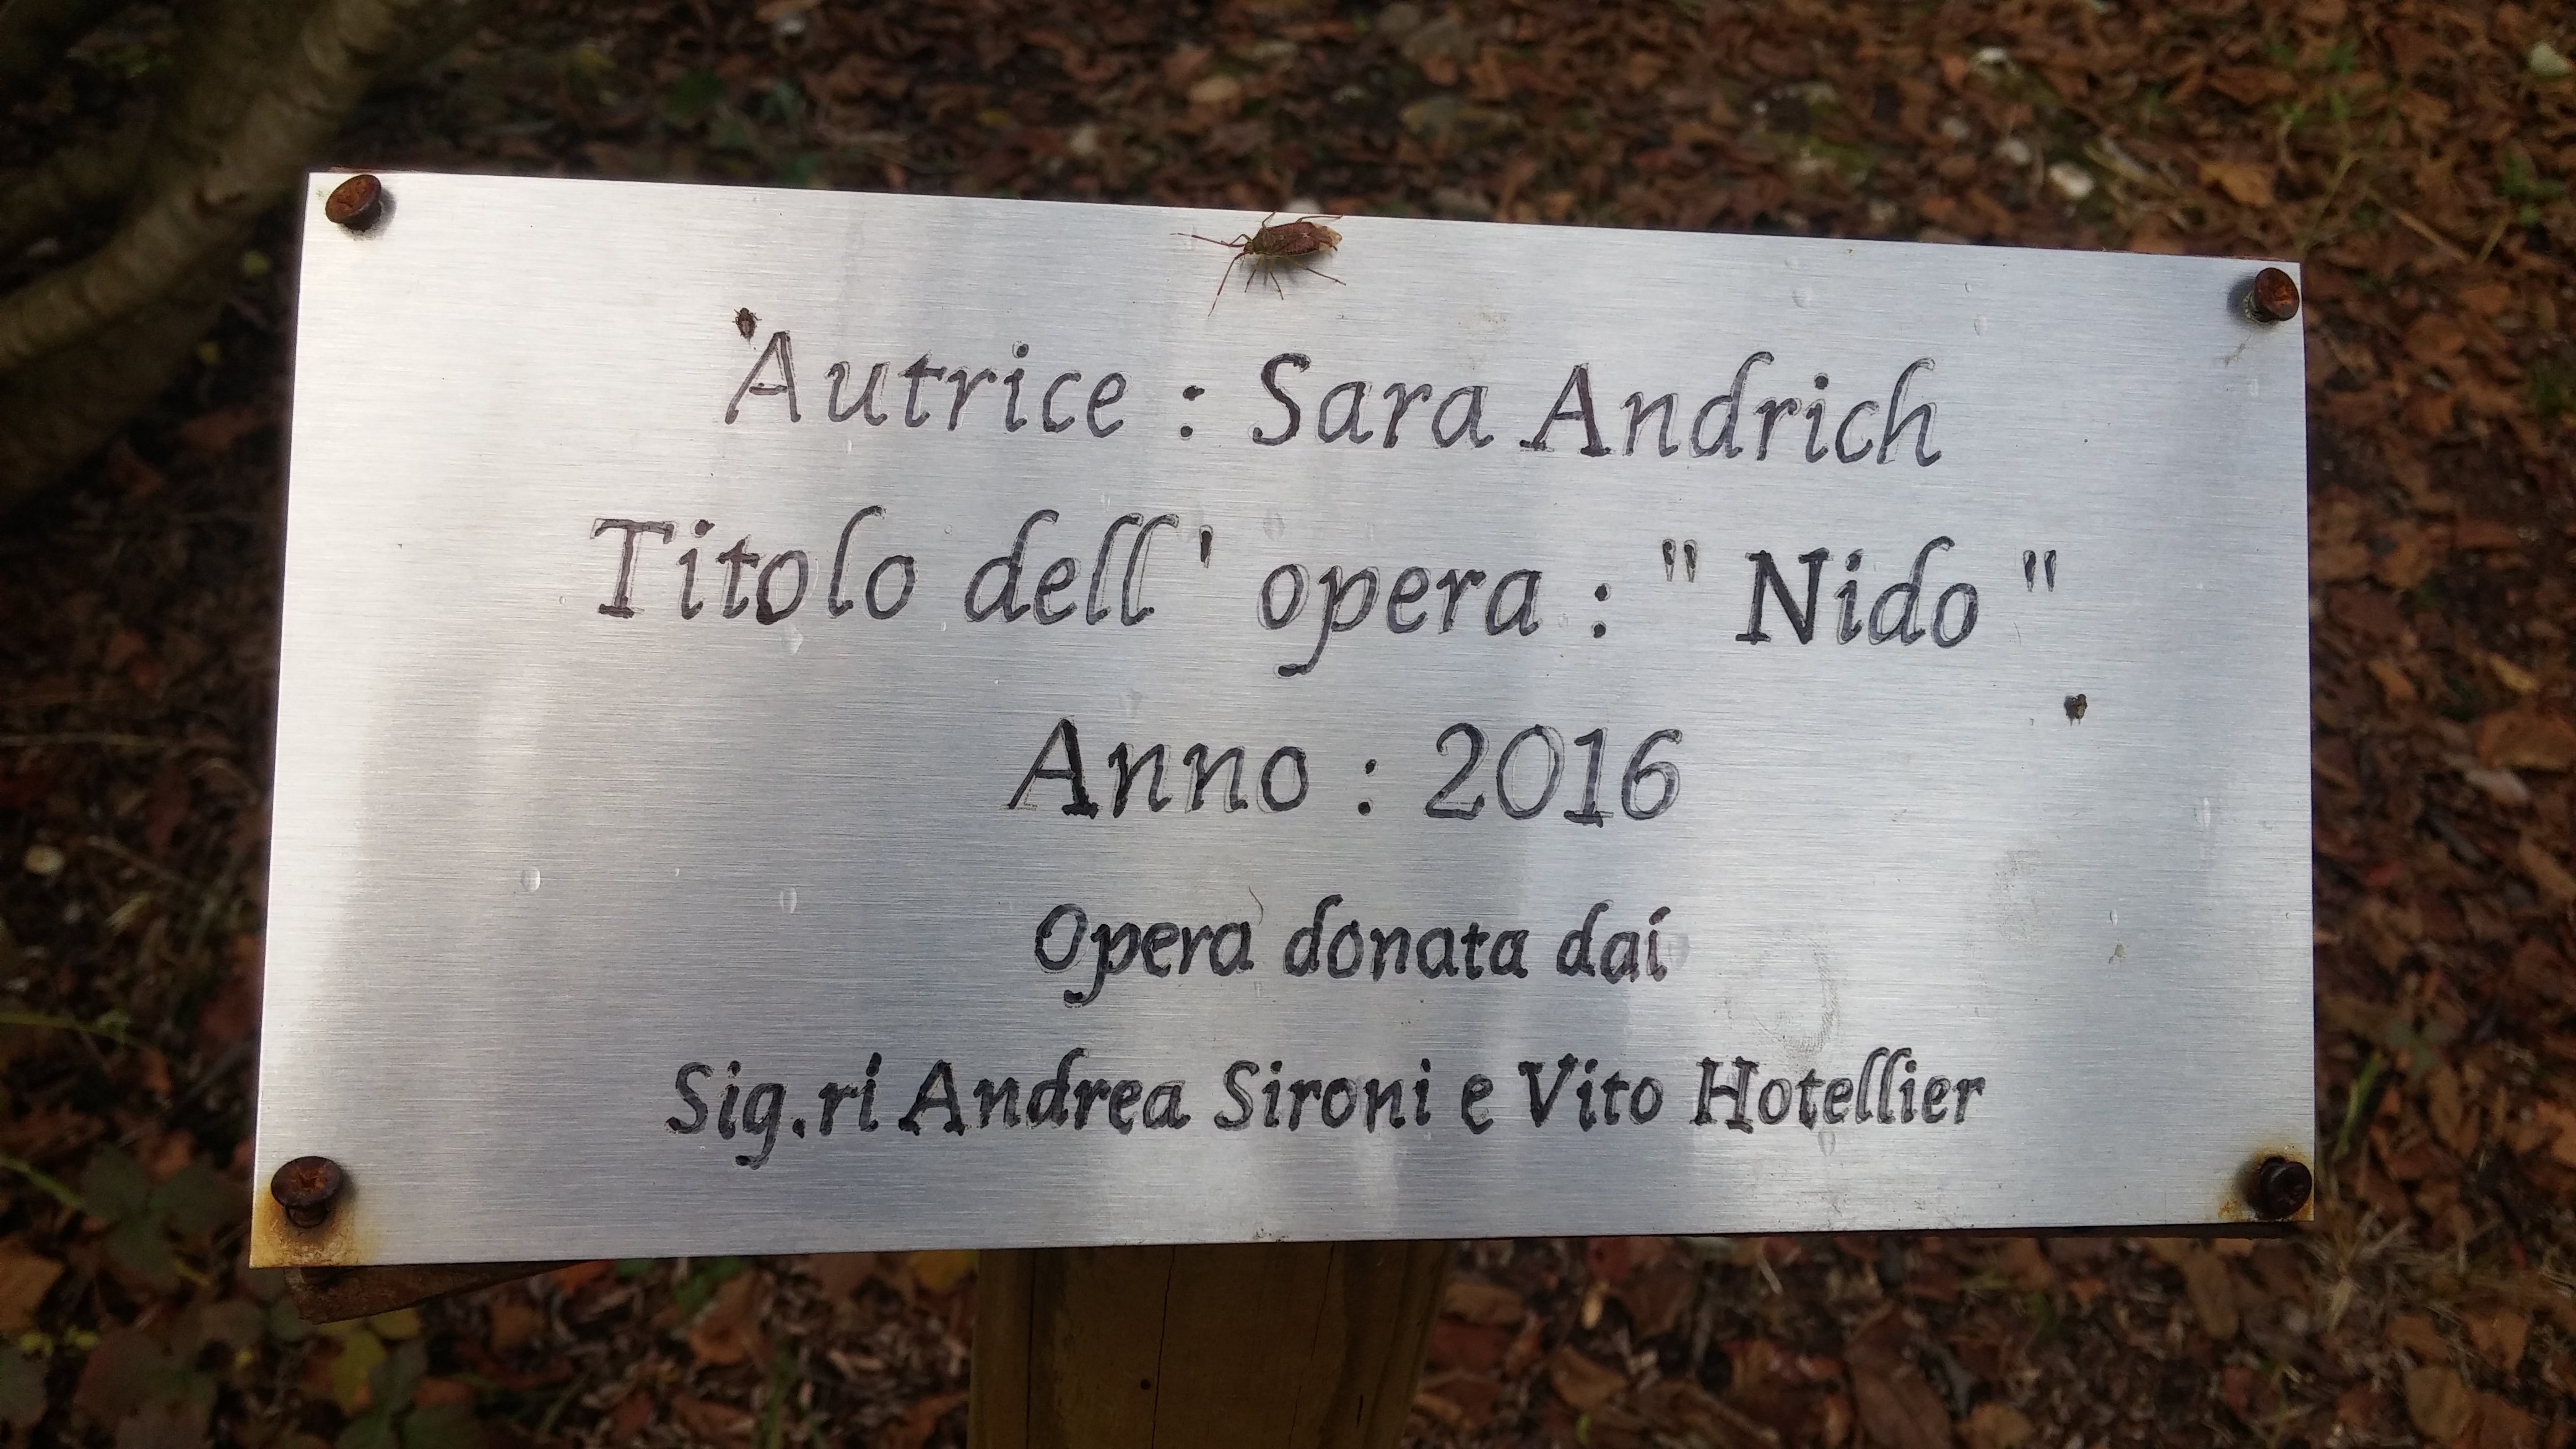 Autrice : Sara Andrich
Titolo dell' opera : " Nido "
Anno : 2016
Opera donata dai
Sig.ri Andrea Sironi e Vito Hotellier